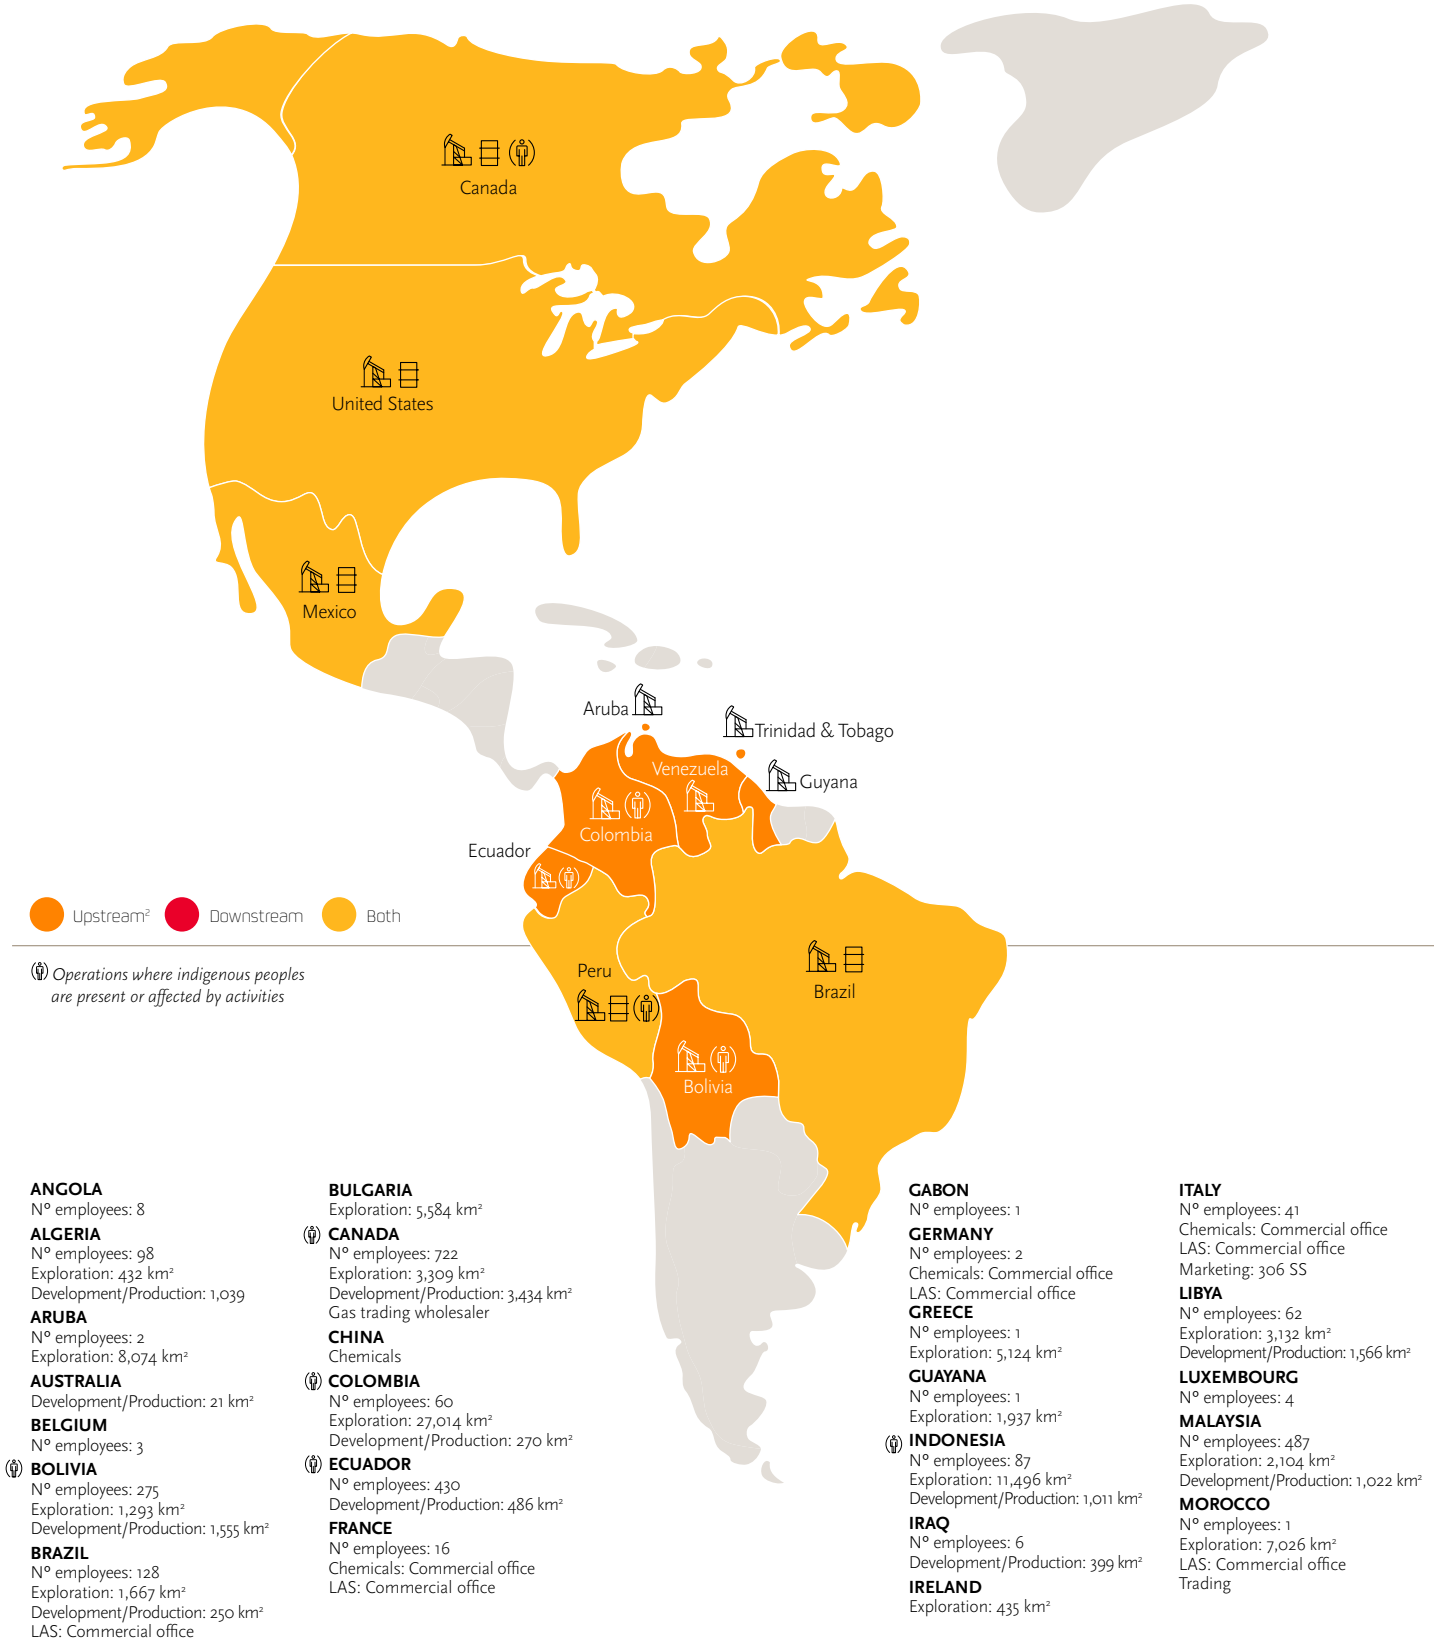 Canada
United States
Mexico
Aruba
Trinidad & Tobago
Venezuela
Guyana
Colombia
Ecuador
Upstream²
Downstream
Both
Operations where indigenous peoples
are present or affected by activities
Peru
Brazil
Bolivia
ANGOLA
Nº employees: 8
ALGERIA
Nº employees: 98
Exploration: 432 km²
Development/Production: 1,039
ARUBA
Nº employees: 2
Exploration: 8,074 km²
AUSTRALIA
Development/Production: 21 km²
BELGIUM
Nº employees: 3
BOLIVIA
Nº employees: 275
Exploration: 1,293 km²
Development/Production: 1,555 km²
BRAZIL
Nº employees: 128
Exploration: 1,667 km²
Development/Production: 250 km²
LAS: Commercial office
BULGARIA
Exploration: 5,584 km²
CANADA
Nº employees: 722
Exploration: 3,309 km²
Development/Production: 3,434 km²
Gas trading wholesaler
CHINA
Chemicals
COLOMBIA
Nº employees: 60
Exploration: 27,014 km²
Development/Production: 270 km²
ECUADOR
Nº employees: 430
Development/Production: 486 km²
FRANCE
Nº employees: 16
Chemicals: Commercial office
LAS: Commercial office
GABON
Nº employees: 1
GERMANY
Nº employees: 2
Chemicals: Commercial office
LAS: Commercial office
GREECE
Nº employees: 1
Exploration: 5,124 km²
GUAYANA
Nº employees: 1
Exploration: 1,937 km²
INDONESIA
Nº employees: 87
Exploration: 11,496 km²
Development/Production: 1,011 km²
IRAQ
Nº employees: 6
Development/Production: 399 km²
IRELAND
Exploration: 435 km²
ITALY
Nº employees: 41
Chemicals: Commercial office
LAS: Commercial office
Marketing: 306 SS
LIBYA
Nº employees: 62
Exploration: 3,132 km²
Development/Production: 1,566 km²
LUXEMBOURG
Nº employees: 4
MALAYSIA
Nº employees: 487
Exploration: 2,104 km²
Development/Production: 1,022 km²
MOROCCO
Nº employees: 1
Exploration: 7,026 km²
LAS: Commercial office
Trading